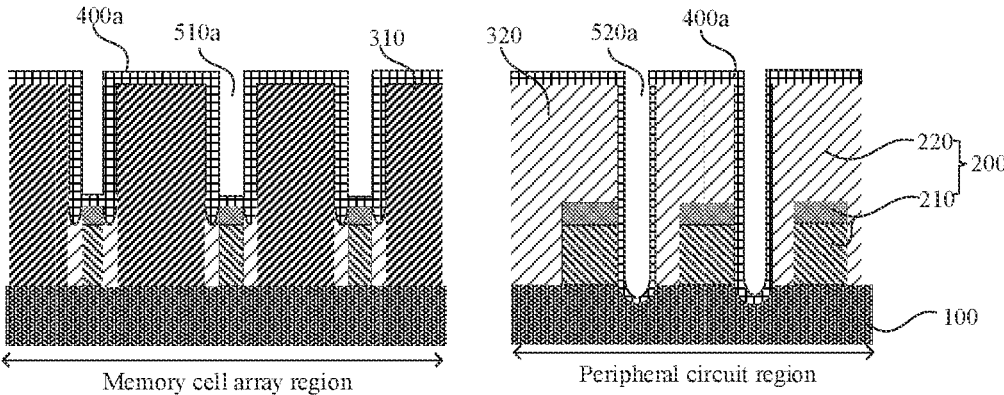 400a
510a
310
320
520a
400a
220
200
210
100
Memory cell array region
Peripheral circuit region